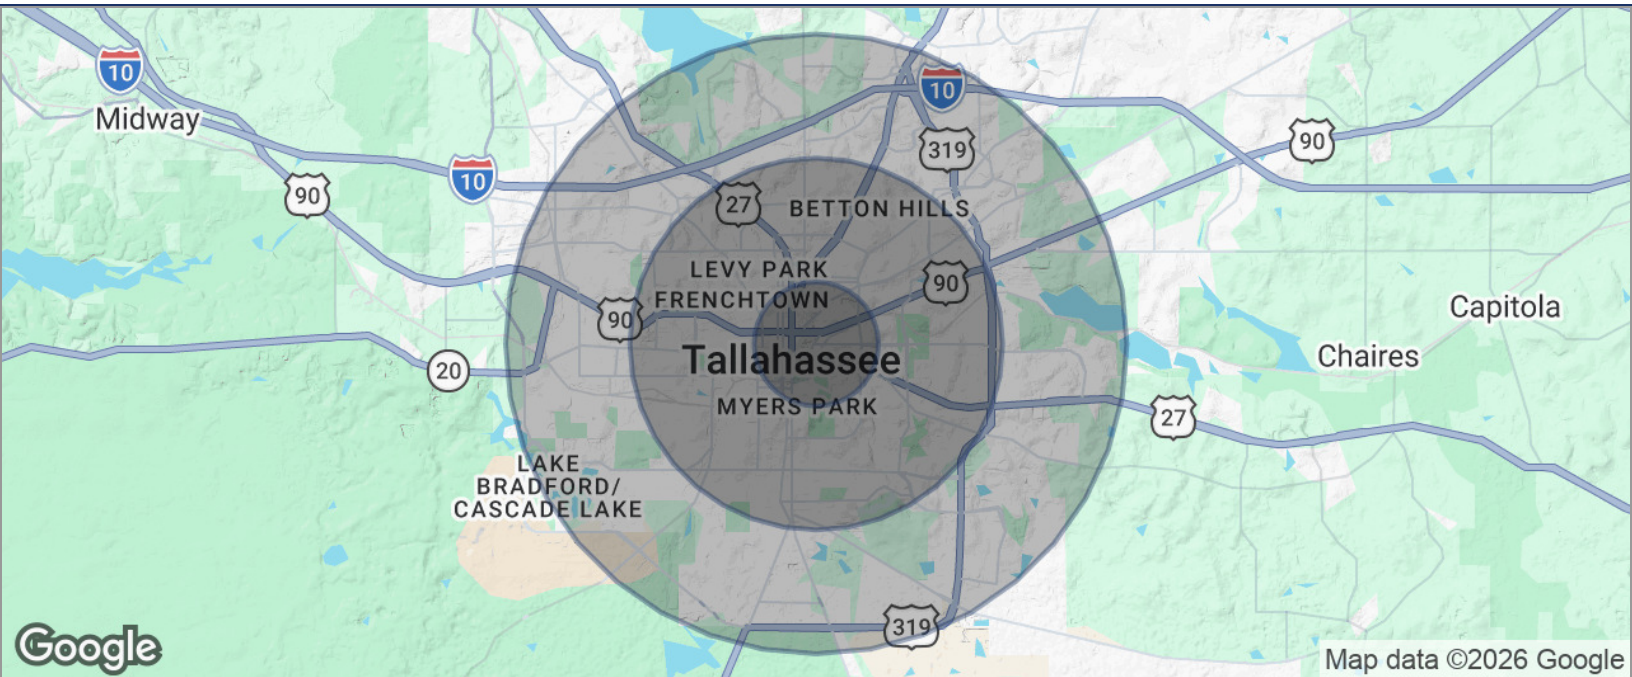 10
10
Midway
319
90
10
90
27
BETTON HILLS
LEVY PARK
90
FRENCHTOWN
90
Capitola
Tallahassee
Chaires
20
MYERS PARK
27
LAKE
BRADFORD/
CASCADE LAKE
319
Google
Map data ©2026 Google